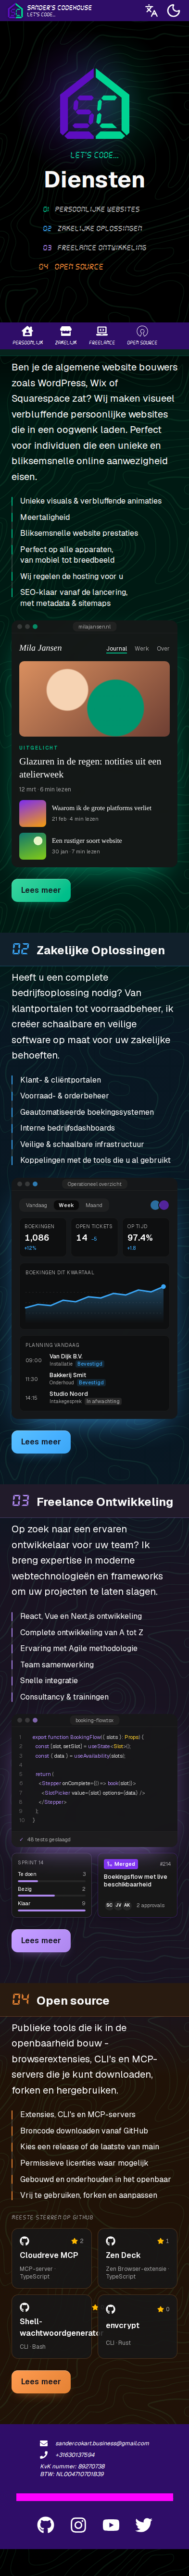 SANDER'S CODEHOUSE
LET'S CODE...
LET'S CODE...
Diensten
01 PERSOONLIJKE WEBSITES
02 ZAKELIJKE OPLOSSINGEN
03 FREELANCE ONTWIKKELING
04 OPEN SOURCE
PERSOONLIJK ZAKELIJK FREELANCE OPEN SOURCE
Ben je de algemene website bouwers
zoals WordPress, Wix of
Squarespace zat? Wij maken visueel
verbluffende persoonlijke websites
die in een oogwenk laden. Perfect
voor individuen die een unieke en
bliksemsnelle online aanwezigheid
eisen.
Unieke visuals & verbluffende animaties
Meertaligheid
Bliksemsnelle website prestaties
Perfect op alle apparaten,
van mobiel tot breedbeeld
Wij regelen de hosting voor u
SEO-klaar vanaf de lancering,
met metadata & sitemaps
milajansen.nl
Mila Jansen
Journal Werk Over
UITGELICHT
Glazuren in de regen: notities uit een
atelierweek
12 mrt · 6 min lezen
Waarom ik de grote platforms verliet
21 feb · 4 min lezen
Een rustiger soort website
30 jan · 7 min lezen
Lees meer
02 Zakelijke Oplossingen
Heeft u een complete
bedrijfsoplossing nodig? Van
klantportalen tot voorraadbeheer, ik
creëer schaalbare en veilige
software op maat voor uw zakelijke
behoeften.
Klant- & cliëntportalen
Voorraad- & orderbeheer
Geautomatiseerde boekingssystemen
Interne bedrijfsdashboards
Veilige & schaalbare infrastructuur
Koppelingen met de tools die u al gebruikt
Operationeel overzicht
Vandaag Week Maand
BOEKINGEN
1,086
+12%
OPEN TICKETS
14 -6
UPTIJD
97.4%
+1.8
BOEKINGEN DIT KWARTAAL
PLANNING VANDAAG
09:00 Van Dijk B.V.
Installatie Bevestigd
11:30 Bakkerij Smit
Onderhoud Bevestigd
14:15 Studio Noord
Intakegesprek In afwachting
Lees meer
03 Freelance Ontwikkeling
Op zoek naar een ervaren
ontwikkelaar voor uw team? Ik
breng expertise in moderne
webtechnologieën en frameworks
om uw projecten te laten slagen.
React, Vue en Next.js ontwikkeling
Complete ontwikkeling van A tot Z
Ervaring met Agile methodologie
Team samenwerking
Snelle integratie
Consultancy & trainingen
booking-flow.tsx
1 export function BookingFlow({ slots }: Props) {
2 const [slot, setSlot] = useState<Slot>();
3 const { data } = useAvailability(slots);
4
5 return (
6 <Stepper onComplete={() => book(slot)}>
7 <SlotPicker value={slot} options={data} />
8 </Stepper>
9 );
10 }
✓ 48 tests geslaagd
SPRINT 14
Te doen 3
Bezig 2
Klaar 9
Merged #214
Boekingsflow met live
beschikbaarheid
SC JV AK 2 approvals
Lees meer
04 Open source
Publieke tools die ik in de
openbaarheid bouw -
browserextensies, CLI's en MCP-
servers die je kunt downloaden,
forken en hergebruiken.
Extensies, CLI's en MCP-servers
Broncode downloaden vanaf GitHub
Kies een release of de laatste van main
Permissieve licenties waar mogelijk
Gebouwd en onderhouden in het openbaar
Vrij te gebruiken, forken en aanpassen
MEESTE STERREN OP GITHUB
2
Cloudreve MCP
MCP-server ·
TypeScript
1
Zen Deck
Zen Browser-extensie ·
TypeScript
Shell-
wachtwoordgenerator
CLI · Bash
0
envcrypt
CLI · Rust
Lees meer
sandercokart.business@gmail.com
+31630137594
KvK nummer: 89270738
BTW: NL004710701B39